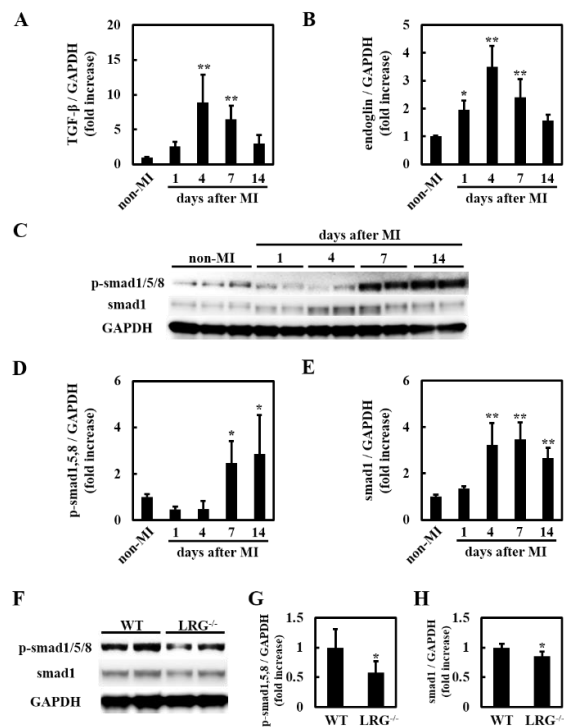 A
TGF-β / GAPDH
(fold increase)
20
15
10
5
0
**
**
non-MI
1 4 7 14
days after MI
B
endoglin / GAPDH
(fold increase)
5
4
3
2
1
0
*
**
**
non-MI
1 4 7 14
days after MI
C
days after MI
non-MI 1 4 7 14
p-smad1/5/8
smad1
GAPDH
D
p-smad1,5,8 / GAPDH
(fold increase)
6
4
2
0
*
*
non-MI
1 4 7 14
days after MI
E
smad1 / GAPDH
(fold increase)
6
4
2
0
**
**
**
non-MI
1 4 7 14
days after MI
F
WT LRG-/-
p-smad1/5/8
smad1
GAPDH
G
p-smad1,5,8 / GAPDH
(fold increase)
1.5
1
0.5
0
*
WT LRG-/-
H
smad1 / GAPDH
(fold increase)
1.5
1
0.5
0
*
WT LRG-/-